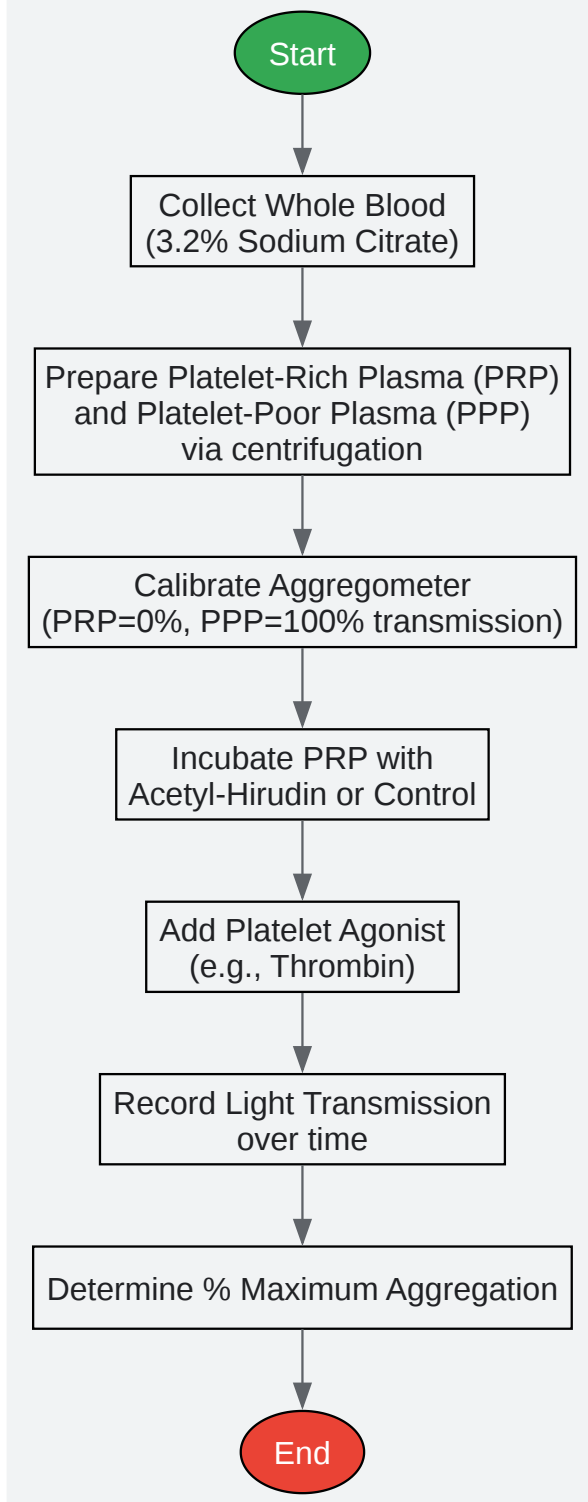 Start
Collect Whole Blood
(3.2% Sodium Citrate)
Prepare Platelet-Rich Plasma (PRP)
and Platelet-Poor Plasma (PPP)
via centrifugation
Calibrate Aggregometer
(PRP=0%, PPP=100% transmission)
Incubate PRP with
Acetyl-Hirudin or Control
Add Platelet Agonist
(e.g., Thrombin)
Record Light Transmission
over time
Determine % Maximum Aggregation
End